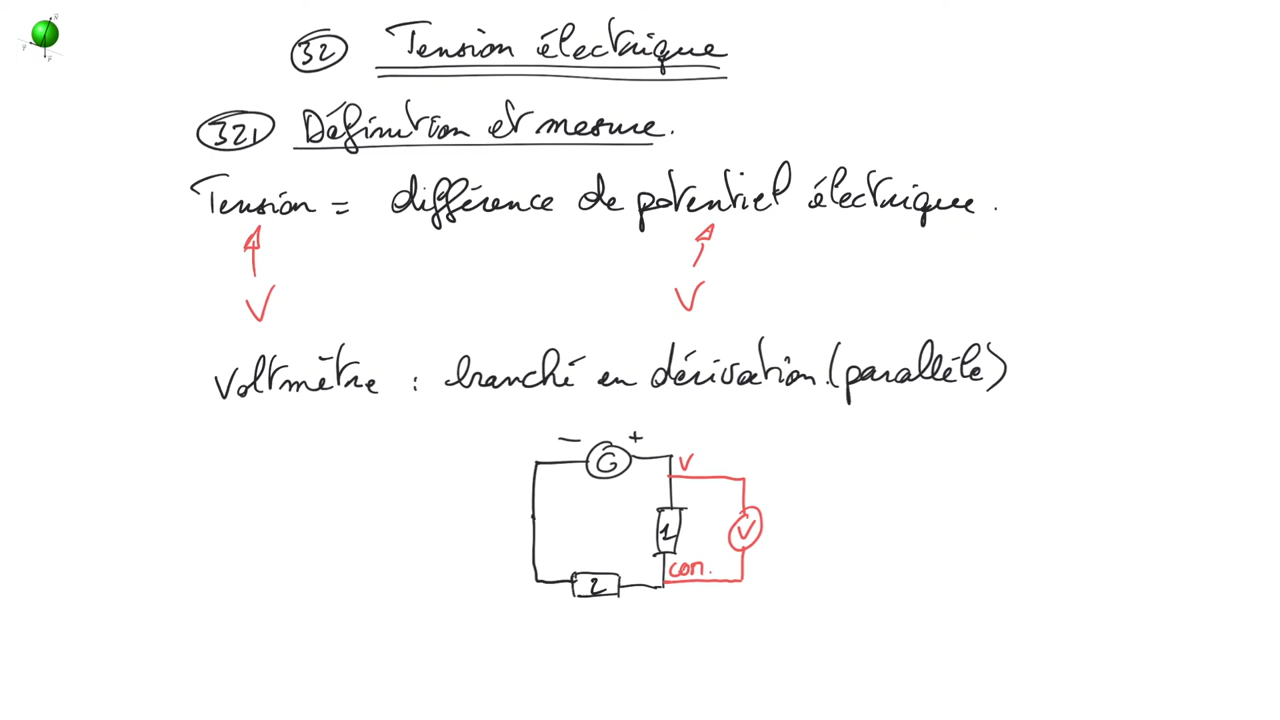 32 Tension électrique
321 Définition et mesure.
Tension = différence de potentiel électrique.
V V
voltmètre : branché en dérivation. (parallèle)
- + 
G
V
1 V
com.
2